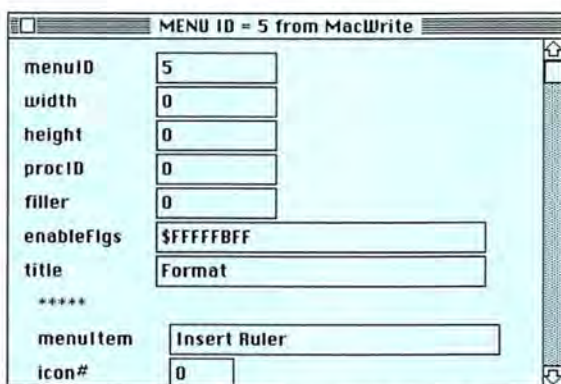 MENU ID = 5 from MacWrite
menuID 5
width 0
height 0
procID 0
filler 0
enableFlgs $FFFFFBFF
title Format
*****
menuItem Insert Ruler
icon# 0